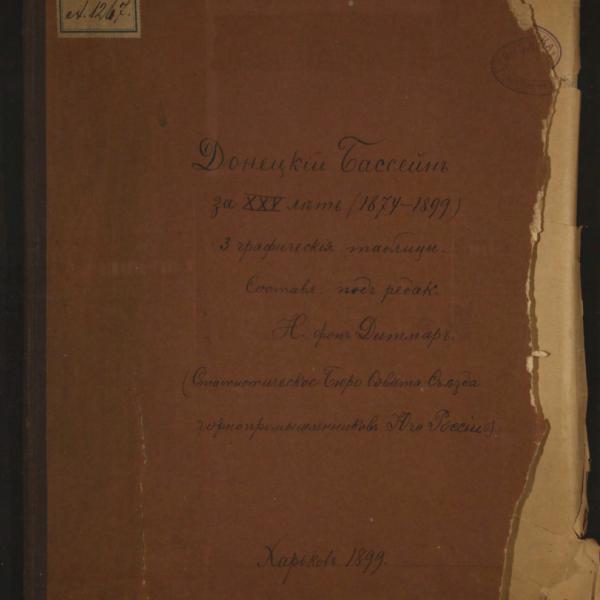 А. 1267.
Донецкій Бассейнъ
за XXV лѣтъ (1874–1899)
3 графическія таблицы.
Составл. подъ редак.
Н. фонъ Дитмаръ.
(Статистическое Бюро Совѣта Съѣзда
горнопромышленниковъ Юга Россіи).
Харьковъ 1899.